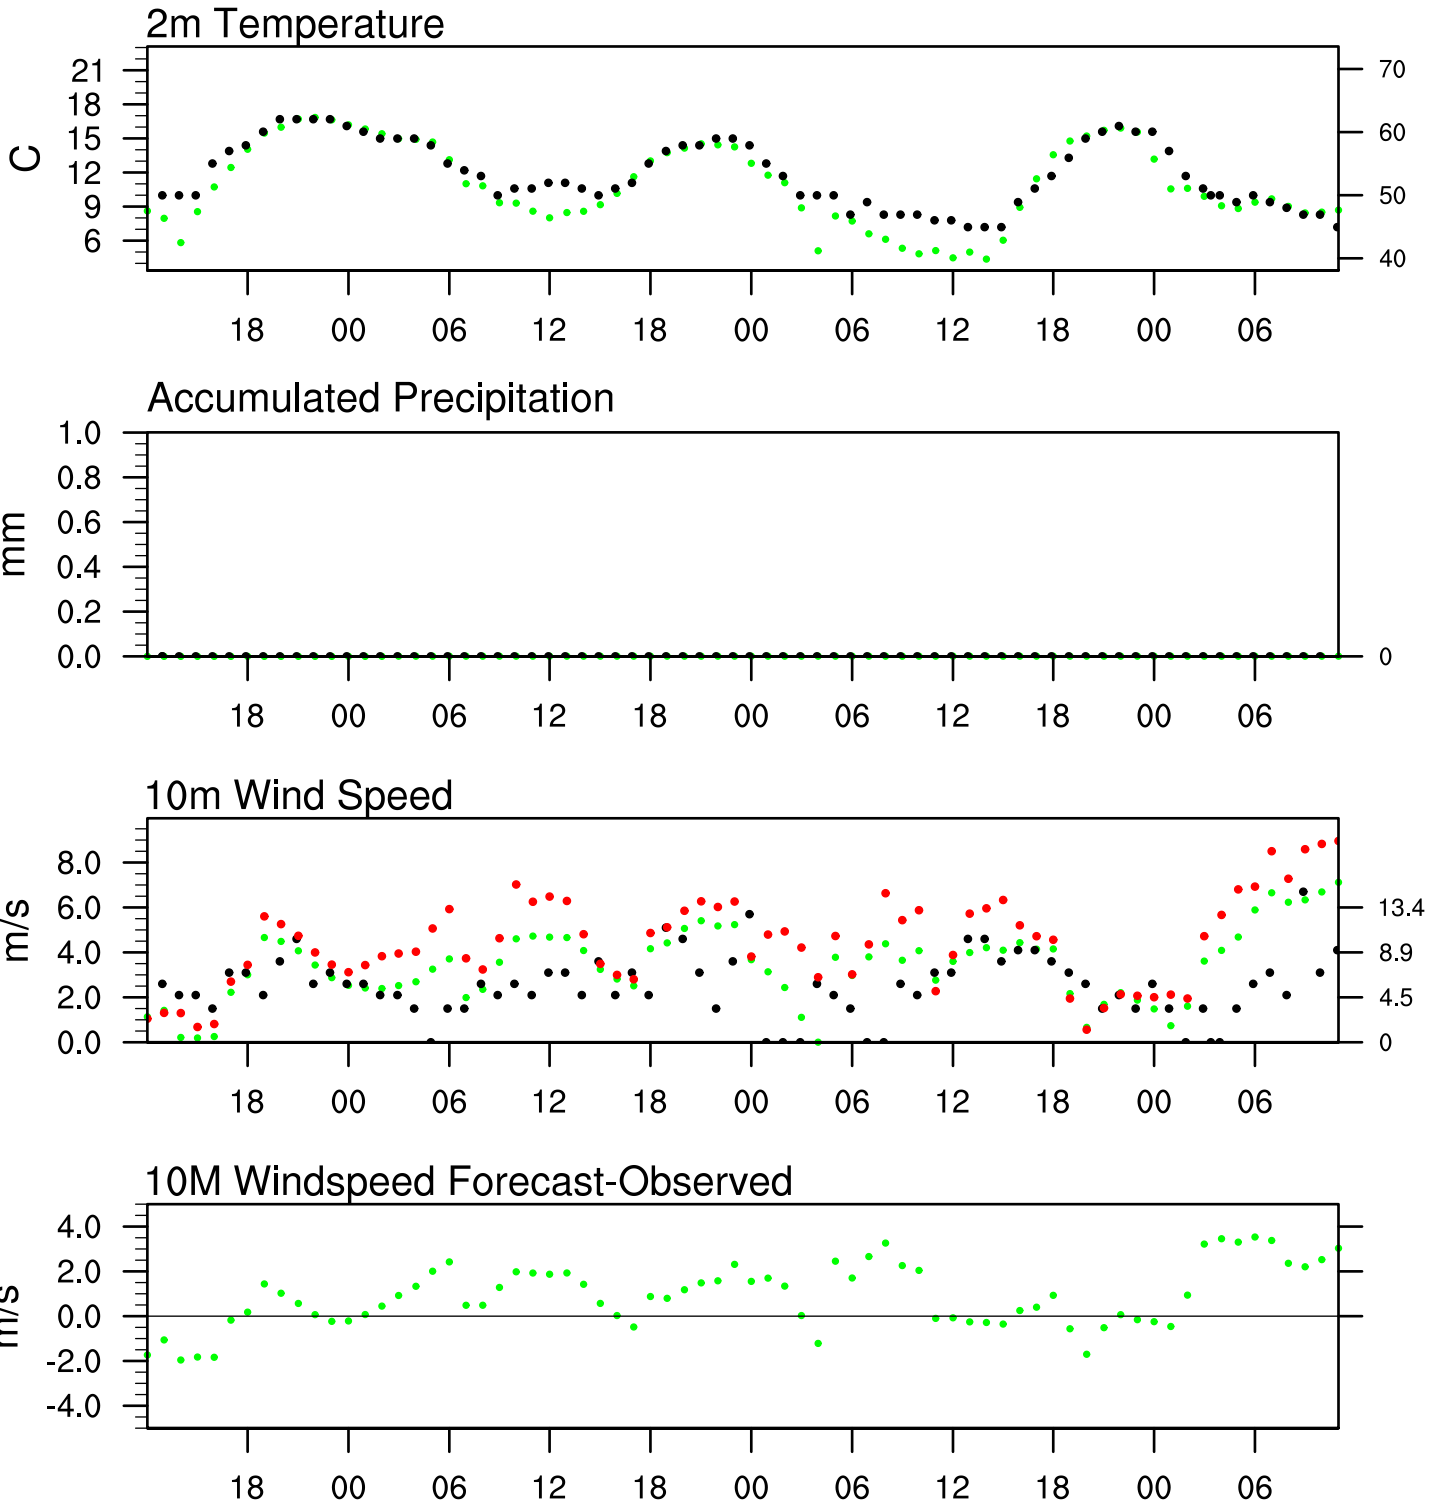 2m Temperature
21 70
18
15 60
C
12
9 50
6
40
18 00 06 12 18 00 06 12 18 00 06
Accumulated Precipitation
1.0
0.8
0.6
mm
0.4
0.2
0.0 0
18 00 06 12 18 00 06 12 18 00 06
10m Wind Speed
8.0
6.0 13.4
m/s
4.0 8.9
2.0 4.5
0.0 0
18 00 06 12 18 00 06 12 18 00 06
10M Windspeed Forecast-Observed
4.0
2.0
0.0
m/s
-2.0
-4.0
18 00 06 12 18 00 06 12 18 00 06